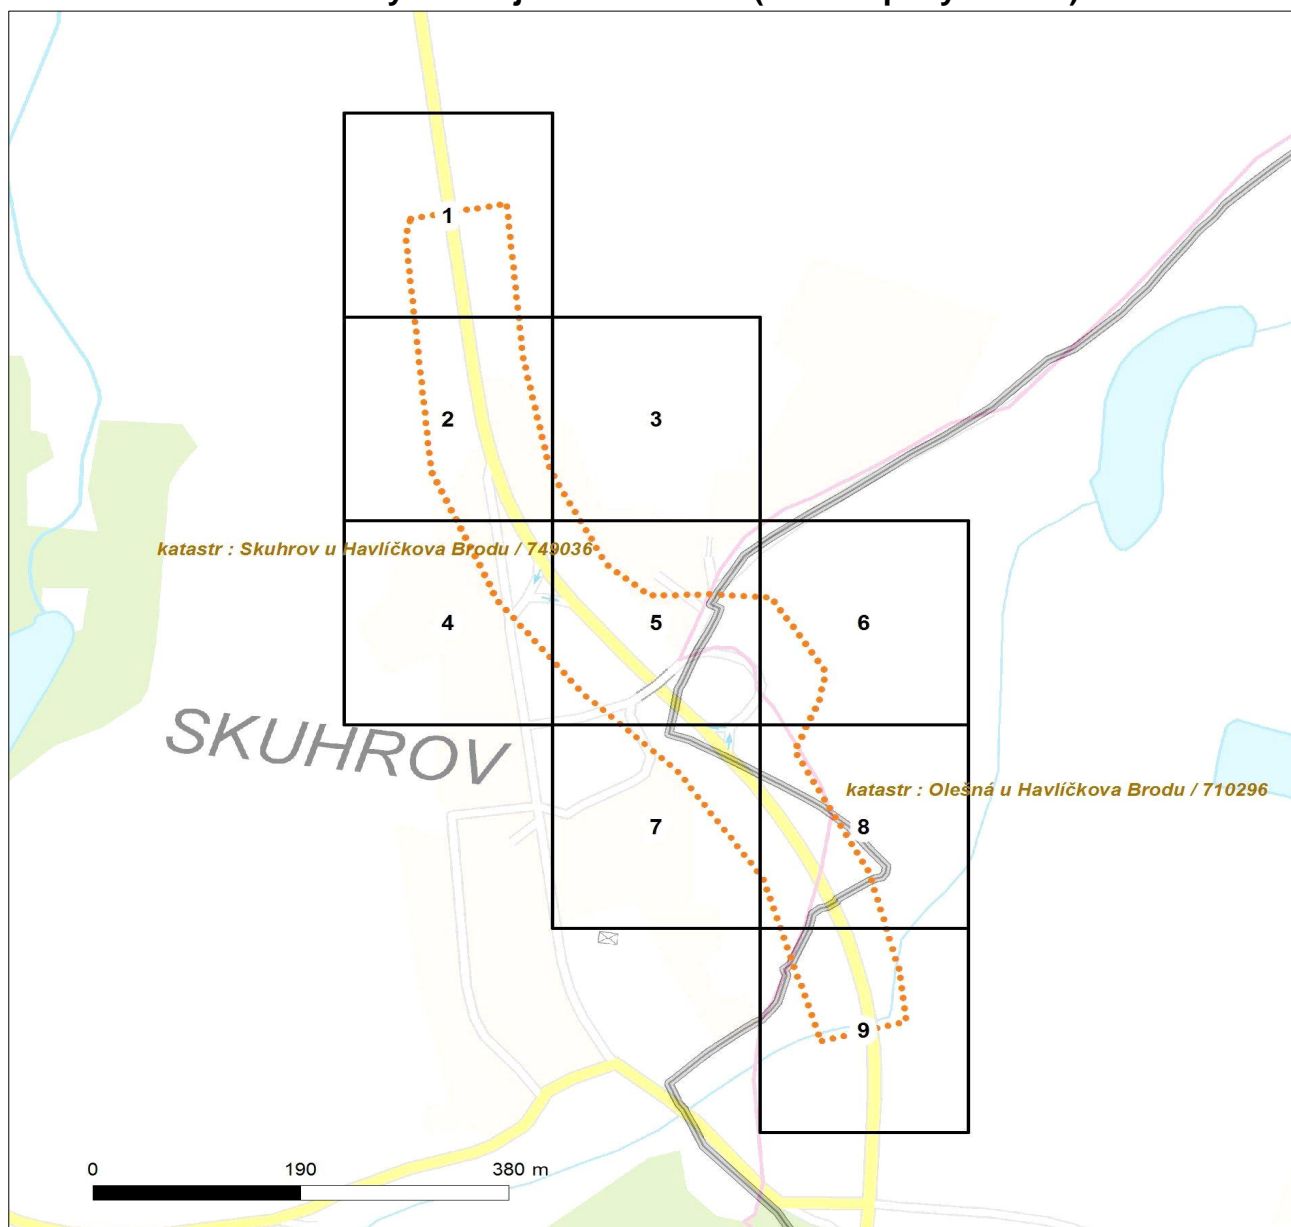 1
2
3
katastr : Skuhrov u Havlíčkova Brodu / 749036
4
5
6
SKUHROV
katastr : Olešná u Havlíčkova Brodu / 710296
7
8
9
0 190 380 m